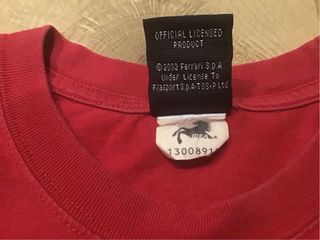 OFFICIAL LICENSED
PRODUCT
©2002 Ferrari S.p.A
Under License To
Filasport S.p.A-TSS+P Ltd